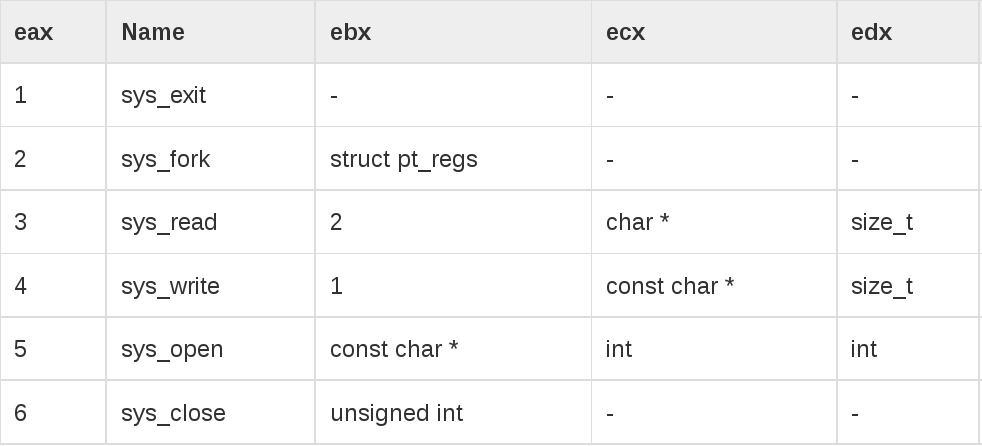 eax Name ebx ecx edx
1 sys_exit - - -
2 sys_fork struct pt_regs - -
3 sys_read 2 char * size_t
4 sys_write 1 const char * size_t
5 sys_open const char * int int
6 sys_close unsigned int - -